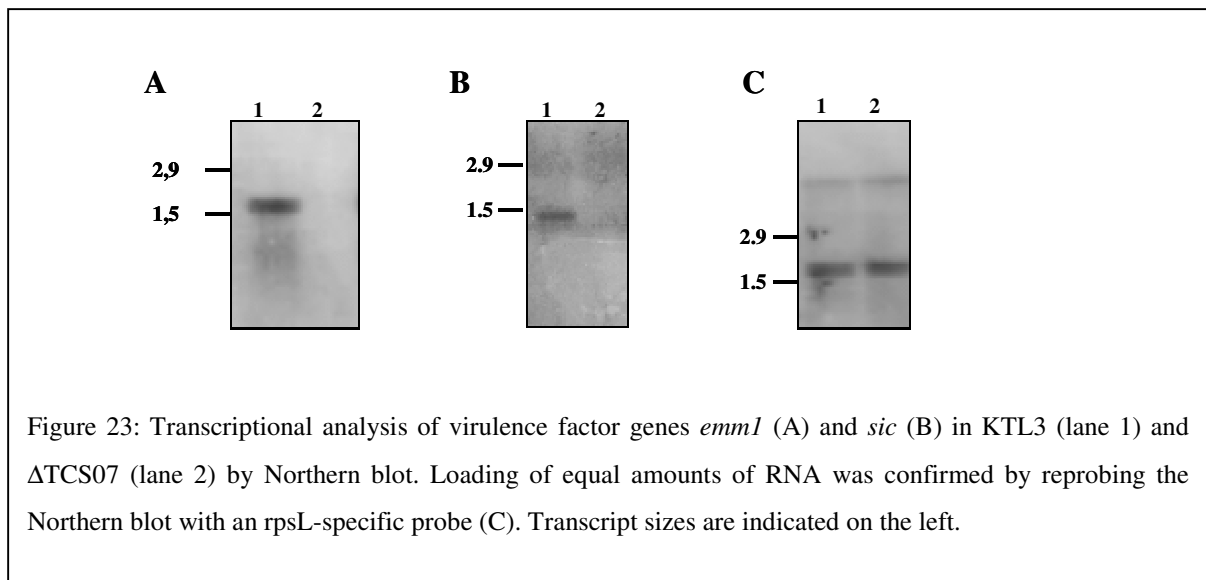 A
1 2
2,9
1,5
B
1 2
2.9
1.5
C
1 2
2.9
1.5
Figure 23: Transcriptional analysis of virulence factor genes emm1 (A) and sic (B) in KTL3 (lane 1) and
ΔTCS07 (lane 2) by Northern blot. Loading of equal amounts of RNA was confirmed by reprobing the
Northern blot with an rpsL-specific probe (C). Transcript sizes are indicated on the left.